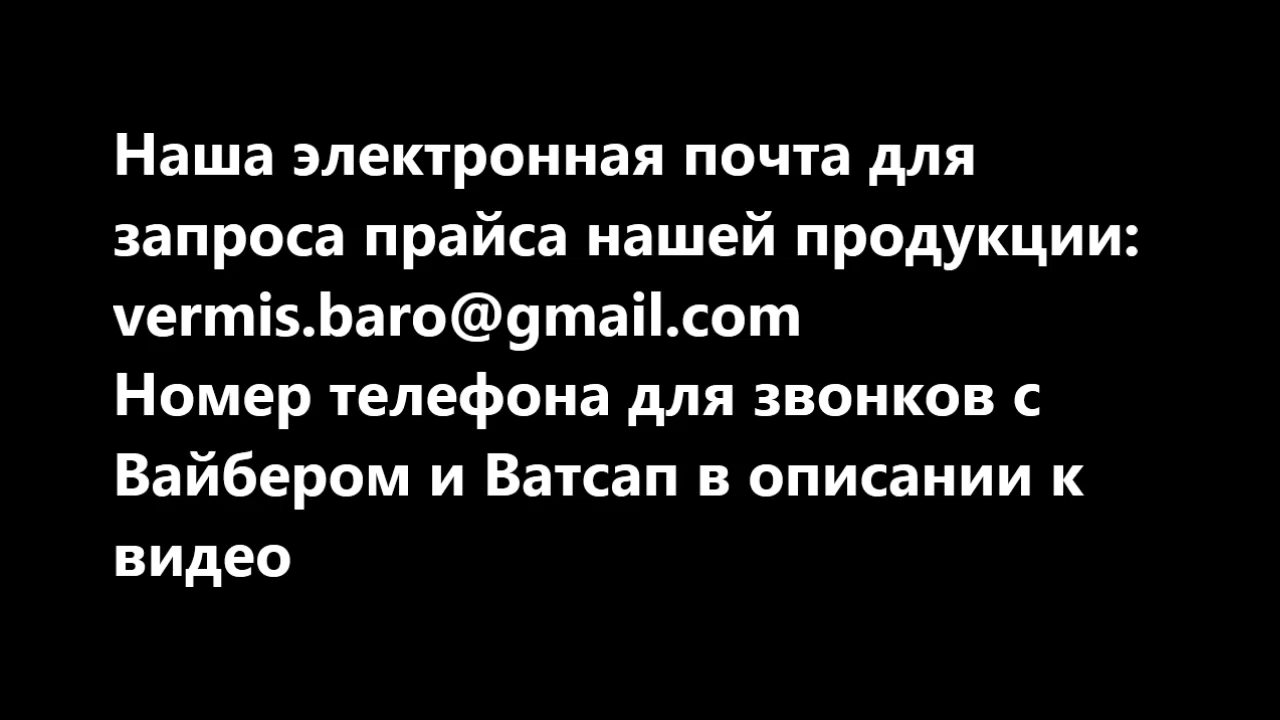 Наша электронная почта для
запроса прайса нашей продукции:
vermis.baro@gmail.com
Номер телефона для звонков с
Вайбером и Ватсап в описании к
видео